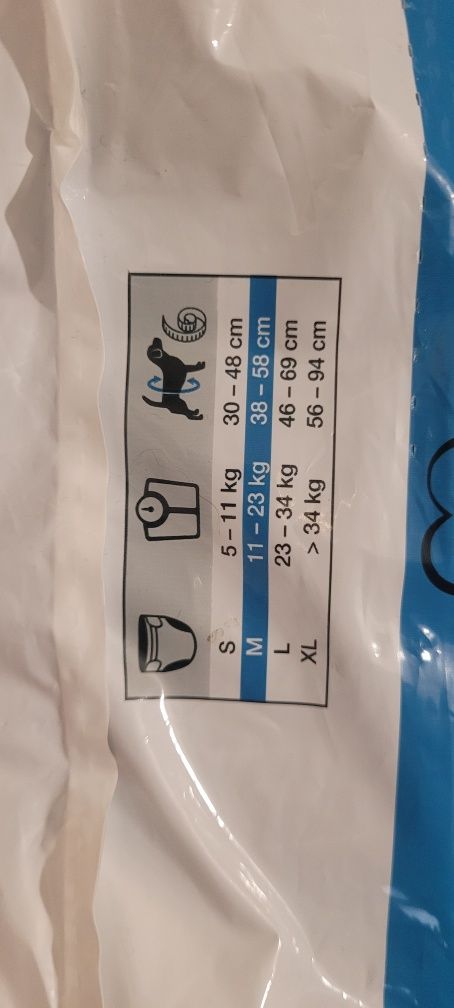 S 5 – 11 kg 30 – 48 cm
M 11 – 23 kg 38 – 58 cm
L 23 – 34 kg 46 – 69 cm
XL > 34 kg 56 – 94 cm